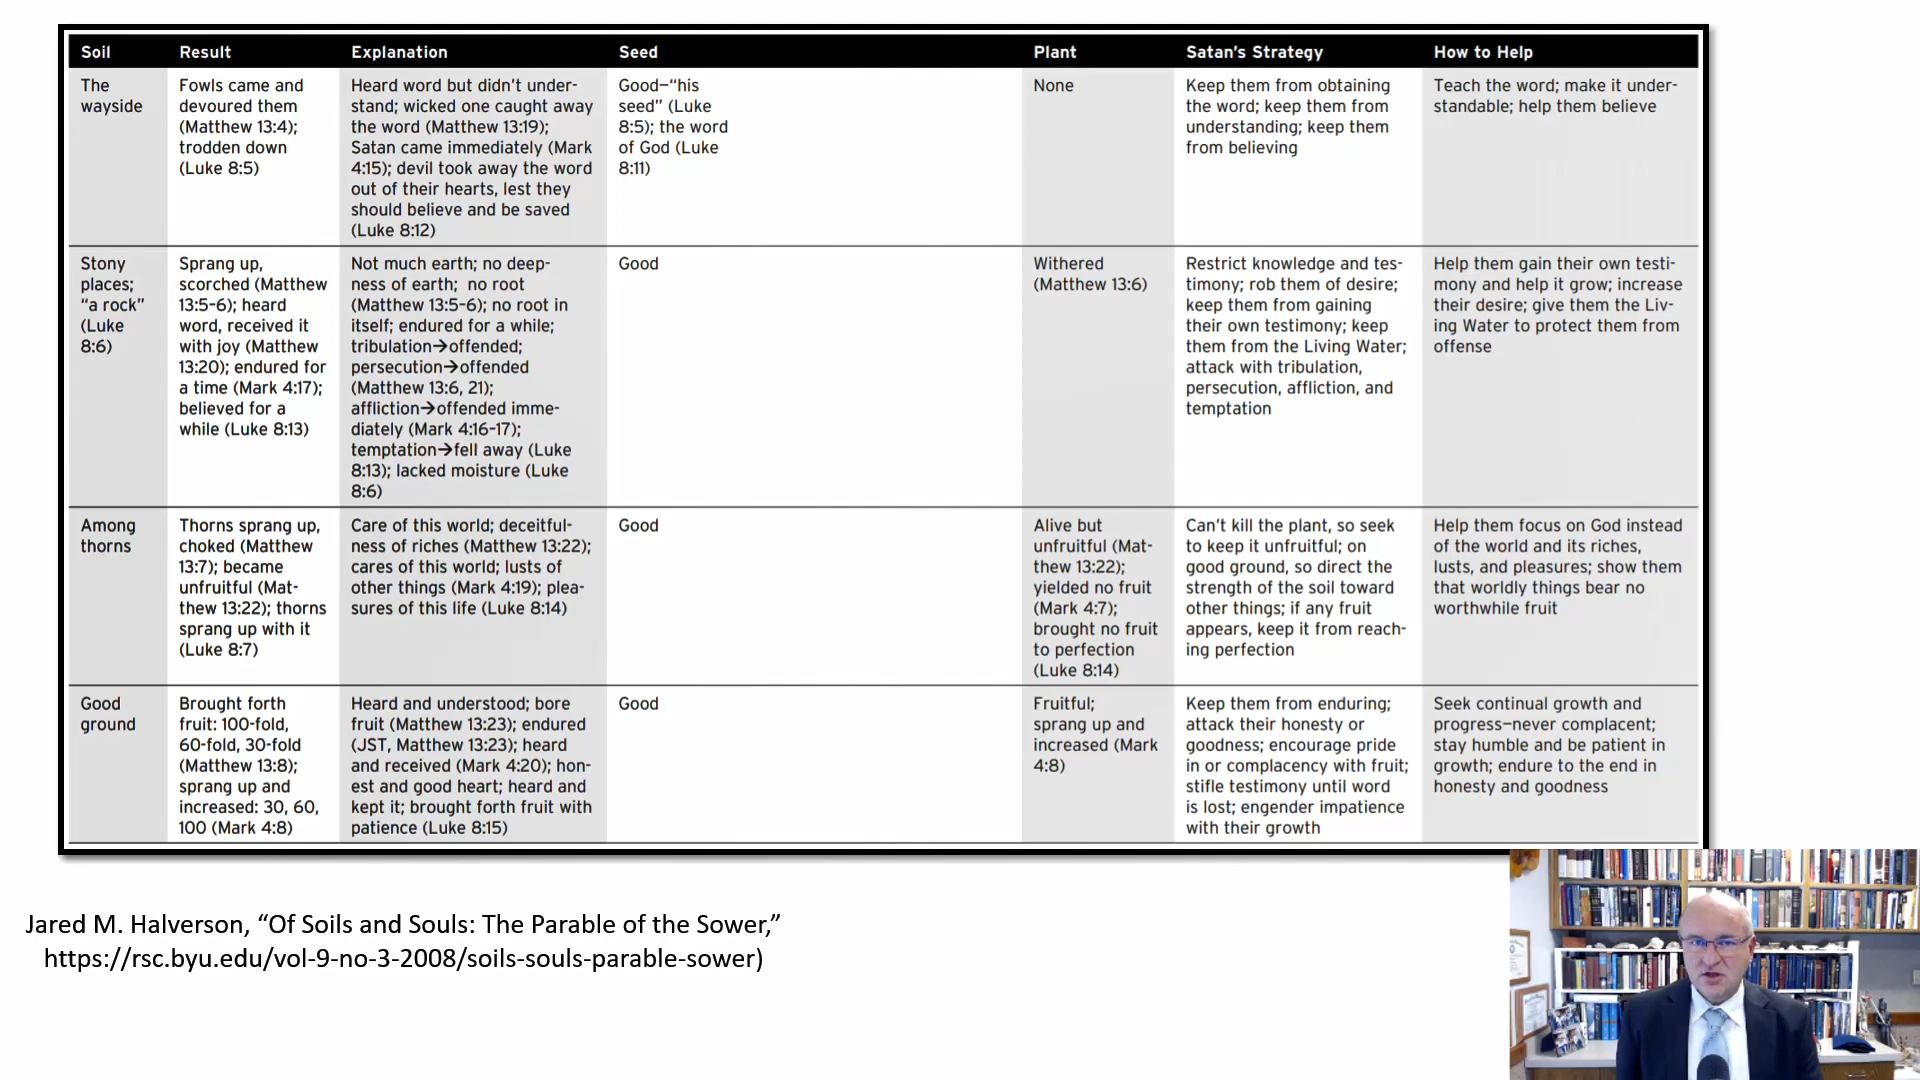 Soil Result Explanation Seed Plant Satan's Strategy How to Help
The
wayside
Fowls came and
devoured them
(Matthew 13:4);
trodden down
(Luke 8:5)
Heard word but didn't under-
stand; wicked one caught away
the word (Matthew 13:19);
Satan came immediately (Mark
4:15); devil took away the word
out of their hearts, lest they
should believe and be saved
(Luke 8:12)
Good—“his
seed” (Luke
8:5); the word
of God (Luke
8:11)
None
Keep them from obtaining
the word; keep them from
understanding; keep them
from believing
Teach the word; make it under-
standable; help them believe
Stony
places;
“a rock”
(Luke
8:6)
Sprang up,
scorched (Matthew
13:5–6); heard
word, received it
with joy (Matthew
13:20); endured for
a time (Mark 4:17);
believed for a
while (Luke 8:13)
Not much earth; no deep-
ness of earth;  no root
(Matthew 13:5–6); no root in
itself; endured for a while;
tribulation→offended;
persecution→offended
(Matthew 13:6, 21);
affliction→offended imme-
diately (Mark 4:16–17);
temptation→fell away (Luke
8:13); lacked moisture (Luke
8:6)
Good
Withered
(Matthew 13:6)
Restrict knowledge and tes-
timony; rob them of desire;
keep them from gaining
their own testimony; keep
them from the Living Water;
attack with tribulation,
persecution, affliction, and
temptation
Help them gain their own testi-
mony and help it grow; increase
their desire; give them the Liv-
ing Water to protect them from
offense
Among
thorns
Thorns sprang up,
choked (Matthew
13:7); became
unfruitful (Mat-
thew 13:22); thorns
sprang up with it
(Luke 8:7)
Care of this world; deceitful-
ness of riches (Matthew 13:22);
cares of this world; lusts of
other things (Mark 4:19); plea-
sures of this life (Luke 8:14)
Good
Alive but
unfruitful (Mat-
thew 13:22);
yielded no fruit
(Mark 4:7);
brought no fruit
to perfection
(Luke 8:14)
Can't kill the plant, so seek
to keep it unfruitful; on
good ground, so direct the
strength of the soil toward
other things; if any fruit
appears, keep it from reach-
ing perfection
Help them focus on God instead
of the world and its riches,
lusts, and pleasures; show them
that worldly things bear no
worthwhile fruit
Good
ground
Brought forth
fruit: 100-fold,
60-fold, 30-fold
(Matthew 13:8);
sprang up and
increased: 30, 60,
100 (Mark 4:8)
Heard and understood; bore
fruit (Matthew 13:23); endured
(JST, Matthew 13:23); heard
and received (Mark 4:20); hon-
est and good heart; heard and
kept it; brought forth fruit with
patience (Luke 8:15)
Good
Fruitful;
sprang up and
increased (Mark
4:8)
Keep them from enduring;
attack their honesty or
goodness; encourage pride
in or complacency with fruit;
stifle testimony until word
is lost; engender impatience
with their growth
Seek continual growth and
progress—never complacent;
stay humble and be patient in
growth; endure to the end in
honesty and goodness
Jared M. Halverson, “Of Soils and Souls: The Parable of the Sower,”
https://rsc.byu.edu/vol-9-no-3-2008/soils-souls-parable-sower)